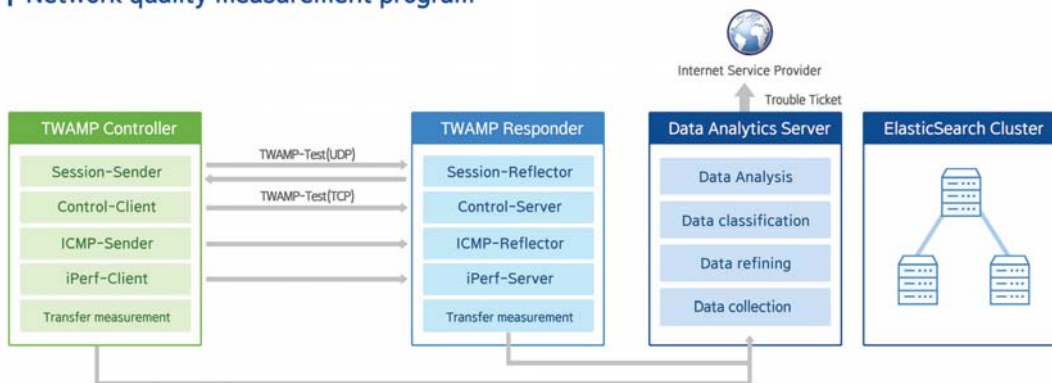 Network quality measurement program
Internet Service Provider
Trouble Ticket
TWAMP Controller
Session-Sender
Control-Client
ICMP-Sender
iPerf-Client
Transfer measurement
TWAMP-Test(UDP)
TWAMP-Test(TCP)
TWAMP Responder
Session-Reflector
Control-Server
ICMP-Reflector
iPerf-Server
Transfer measurement
Data Analytics Server
Data Analysis
Data classification
Data refining
Data collection
ElasticSearch Cluster